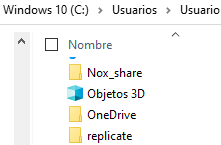 Windows 10 (C:) > Usuarios > Usuario
Nombre
Nox_share
Objetos 3D
OneDrive
replicate